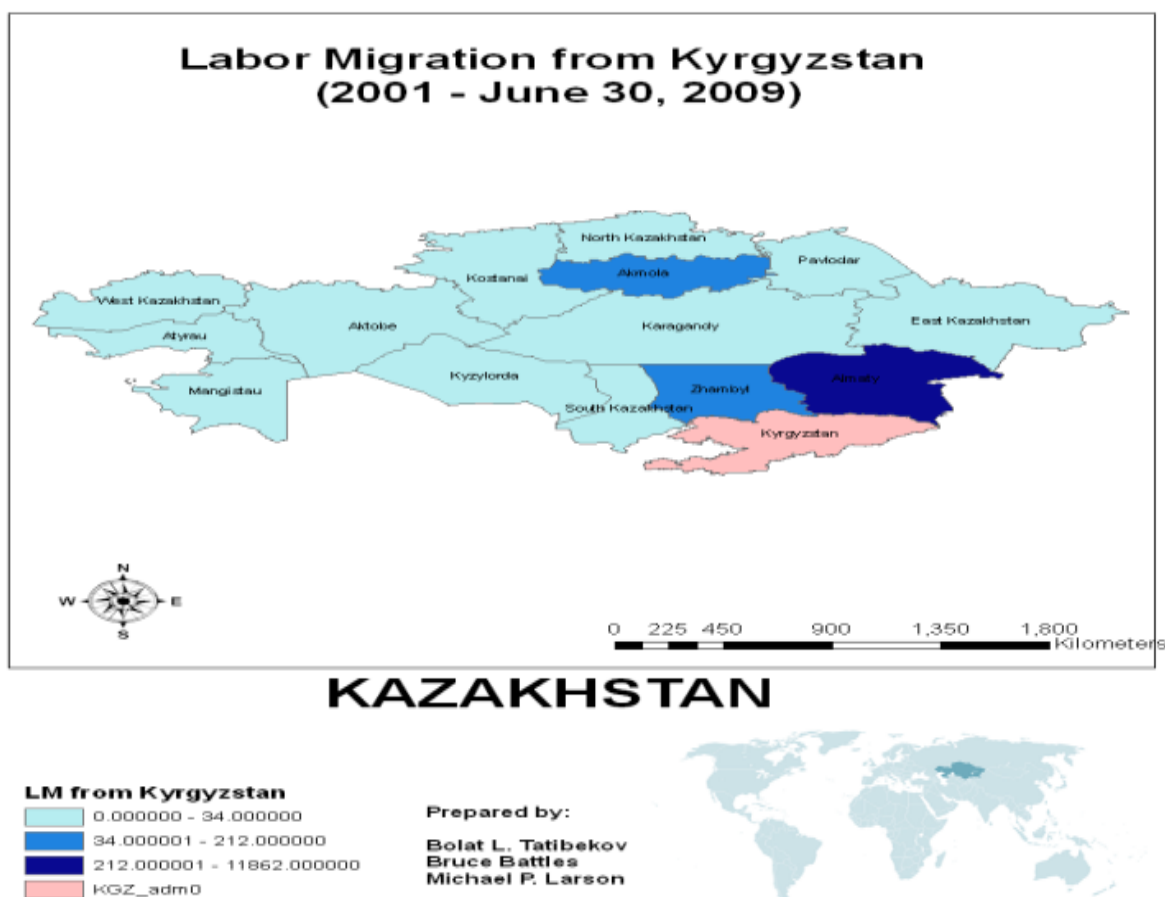 Labor Migration from Kyrgyzstan
(2001 - June 30, 2009)
North Kazakhstan
Kostanai
Akmola
Pavlodar
West Kazakhstan
Aktobe
Karagandy
East Kazakhstan
Atyrau
Mangistau
Kyzylorda
Zhambyl
Almaty
South Kazakhstan
Kyrgyzstan
N
W E
S
0 225 450 900 1,350 1,800
Kilometers
KAZAKHSTAN
LM from Kyrgyzstan
0.000000 - 34.000000
34.000001 - 212.000000
212.000001 - 11862.000000
KGZ_adm0
Prepared by:
Bolat L. Tatibekov
Bruce Battles
Michael P. Larson